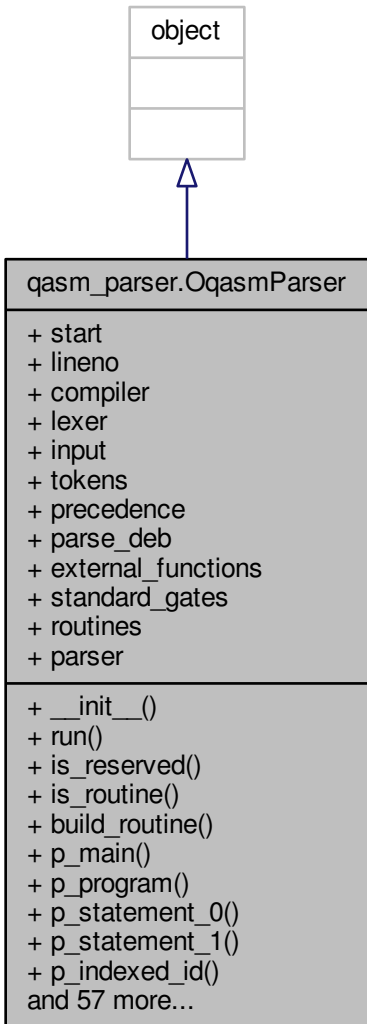 object
qasm_parser.OqasmParser
+ start
+ lineno
+ compiler
+ lexer
+ input
+ tokens
+ precedence
+ parse_deb
+ external_functions
+ standard_gates
+ routines
+ parser
+ __init__()
+ run()
+ is_reserved()
+ is_routine()
+ build_routine()
+ p_main()
+ p_program()
+ p_statement_0()
+ p_statement_1()
+ p_indexed_id()
and 57 more...